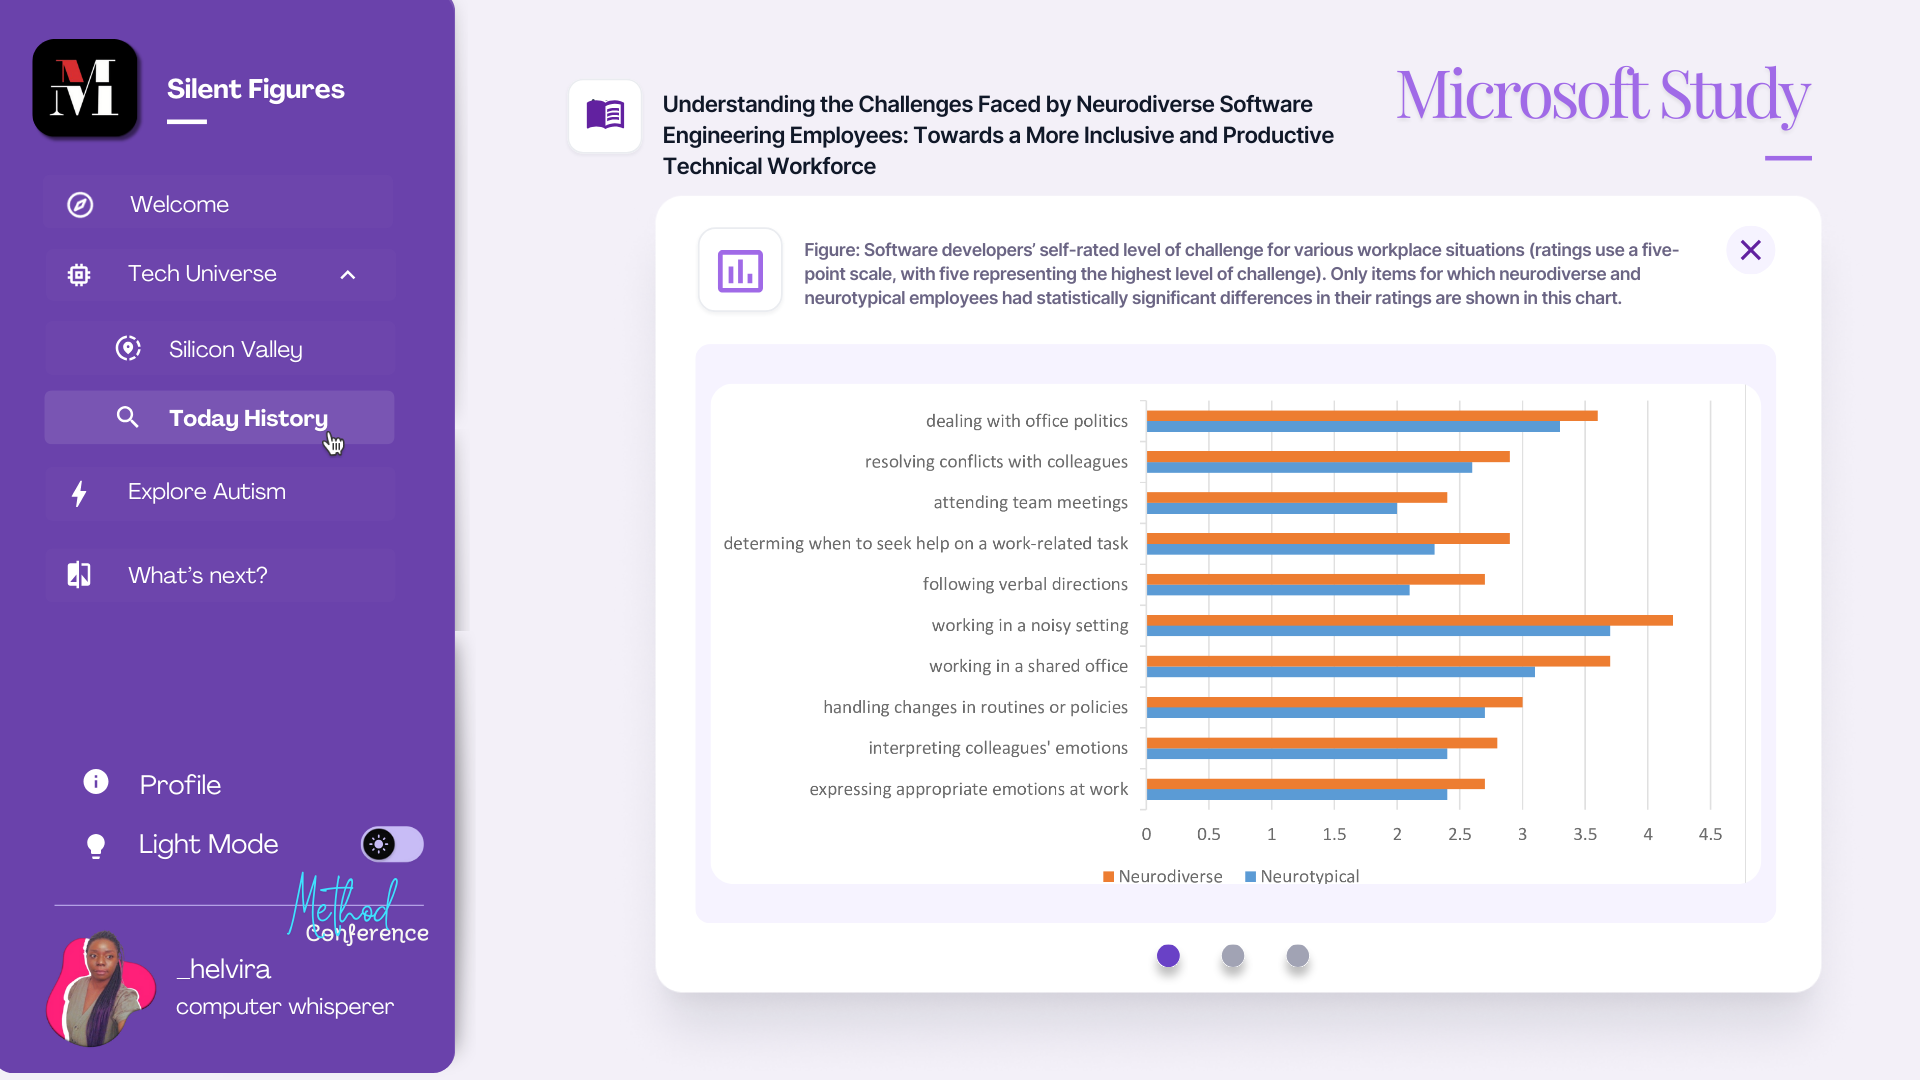 M
Silent Figures
Welcome
Tech Universe
Silicon Valley
Today History
Explore Autism
What's next?
Profile
Light Mode
Method
Conference
_helvira
computer whisperer
Understanding the Challenges Faced by Neurodiverse Software
Engineering Employees: Towards a More Inclusive and Productive
Technical Workforce
Microsoft Study
Figure: Software developers' self-rated level of challenge for various workplace situations (ratings use a five-
point scale, with five representing the highest level of challenge). Only items for which neurodiverse and
neurotypical employees had statistically significant differences in their ratings are shown in this chart.
dealing with office politics
resolving conflicts with colleagues
attending team meetings
determing when to seek help on a work-related task
following verbal directions
working in a noisy setting
working in a shared office
handling changes in routines or policies
interpreting colleagues' emotions
expressing appropriate emotions at work
0 0.5 1 1.5 2 2.5 3 3.5 4 4.5
Neurodiverse Neurotypical